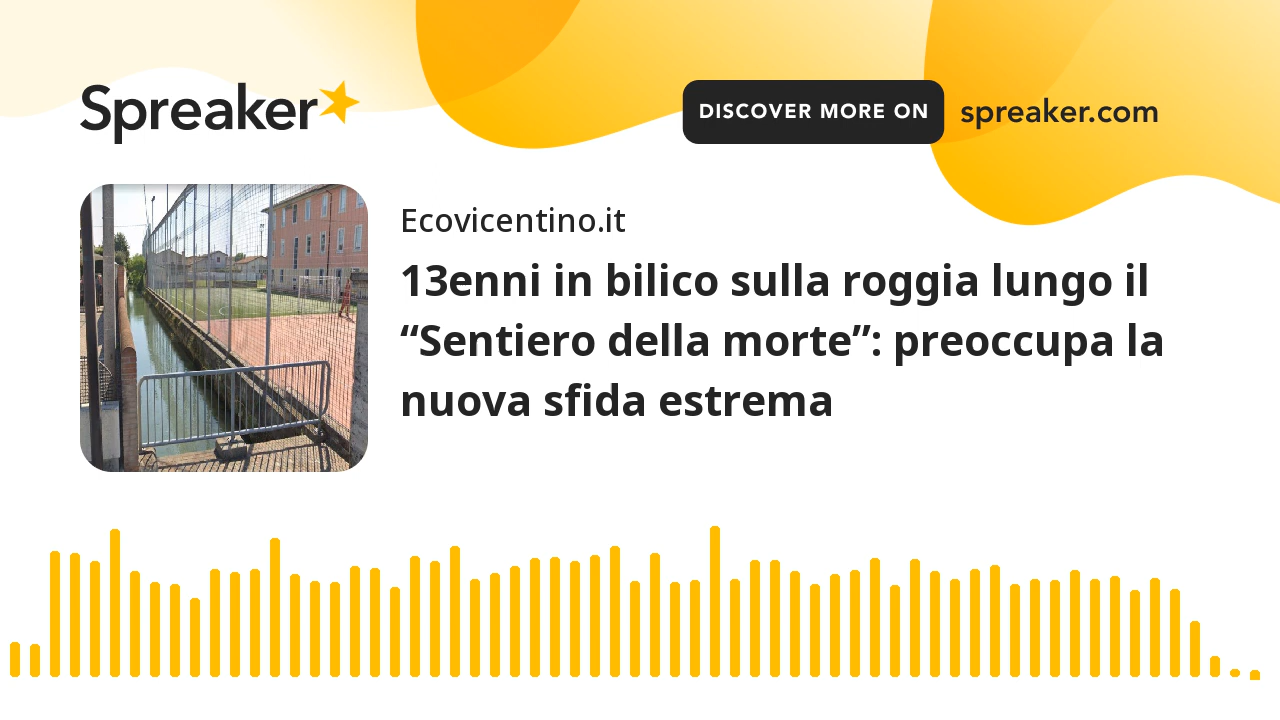 Spreaker
DISCOVER MORE ON
spreaker.com
Ecovicentino.it
13enni in bilico sulla roggia lungo il
“Sentiero della morte”: preoccupa la
nuova sfida estrema